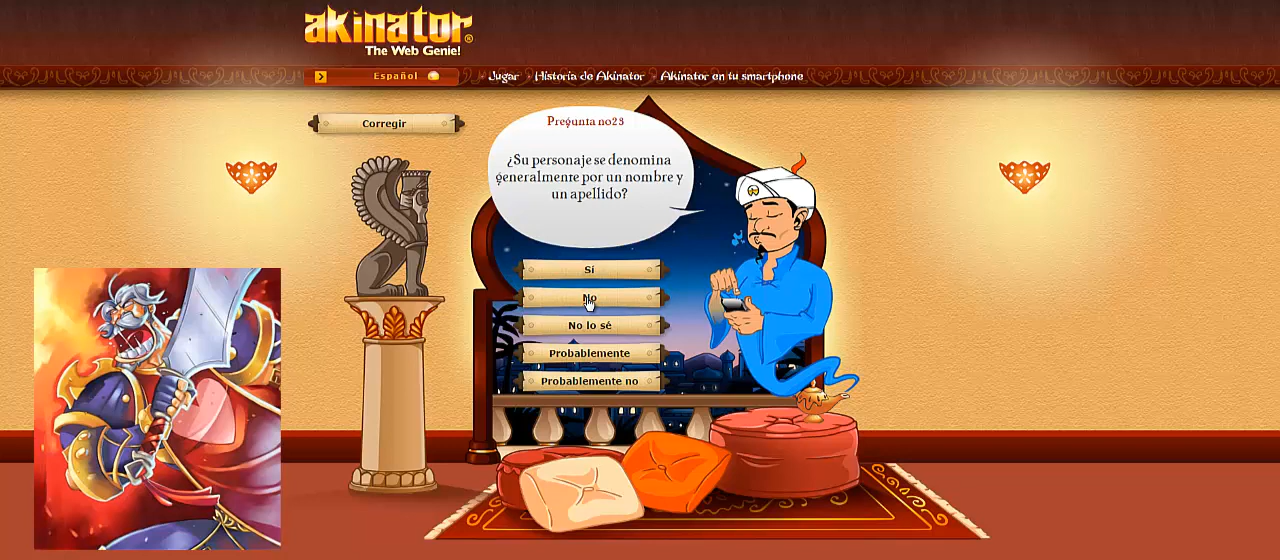 akinator®
The Web Genie!
Español
Jugar
Historia de Akinator
Akinator en tu smartphone
Corregir
Pregunta no23
¿Su personaje se denomina
generalmente por un nombre y
un apellido?
Sí
No
No lo sé
Probablemente
Probablemente no